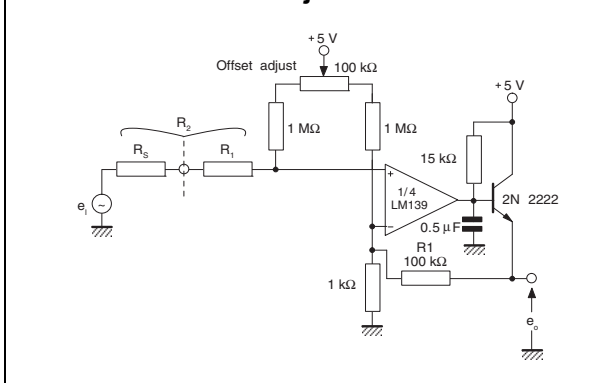 +5 V
Offset adjust
100 kΩ
+5 V
R2
1 MΩ
1 MΩ
RS
R1
15 kΩ
+
1/4
LM139
2N 2222
eI
~
0.5 μF
−
R1
100 kΩ
1 kΩ
eo